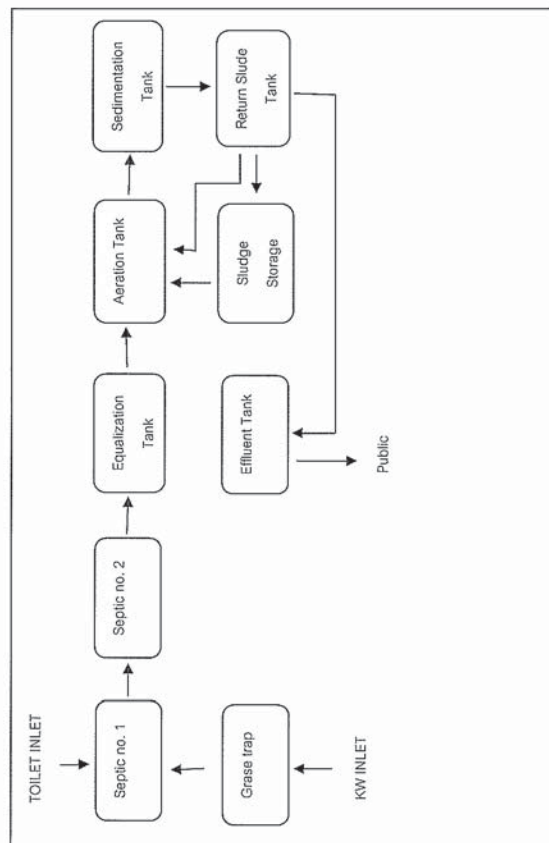 TOILET INLET
Septic no. 1
Septic no. 2
Equalization
Tank
Aeration Tank
Sedimentation
Tank
Grase trap
KW INLET
Effluent Tank
Public
Sludge
Storage
Return Slude
Tank